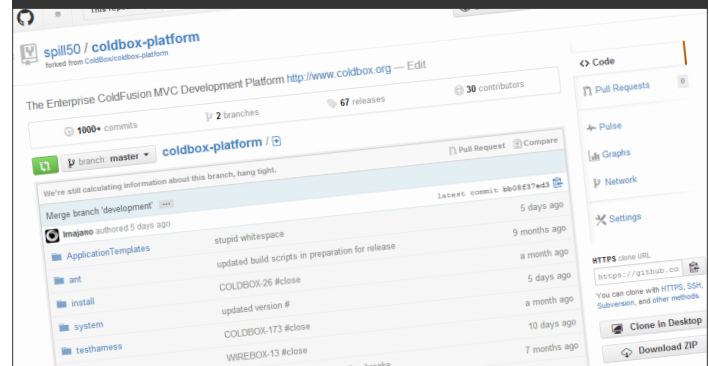 This repo
spill50 / coldbox-platform
forked from ColdBox/coldbox-platform
The Enterprise ColdFusion MVC Development Platform http://www.coldbox.org — Edit
1000+ commits 2 branches 67 releases 30 contributors
branch: master coldbox-platform /
Pull Request Compare
We're still calculating information about this branch, hang tight.
Merge branch 'development' ...
lmajano authored 5 days ago latest commit bb08f37ed3
ApplicationTemplates stupid whitespace 5 days ago
ant updated build scripts in preparation for release 9 months ago
install COLDBOX-26 #close a month ago
system updated version # 5 days ago
testharness COLDBOX-173 #close a month ago
WIREBOX-13 #close 10 days ago
7 months ago
<> Code
Pull Requests 0
Pulse
Graphs
Network
Settings
HTTPS clone URL
https://github.co
You can clone with HTTPS, SSH,
Subversion, and other methods.
Clone in Desktop
Download ZIP